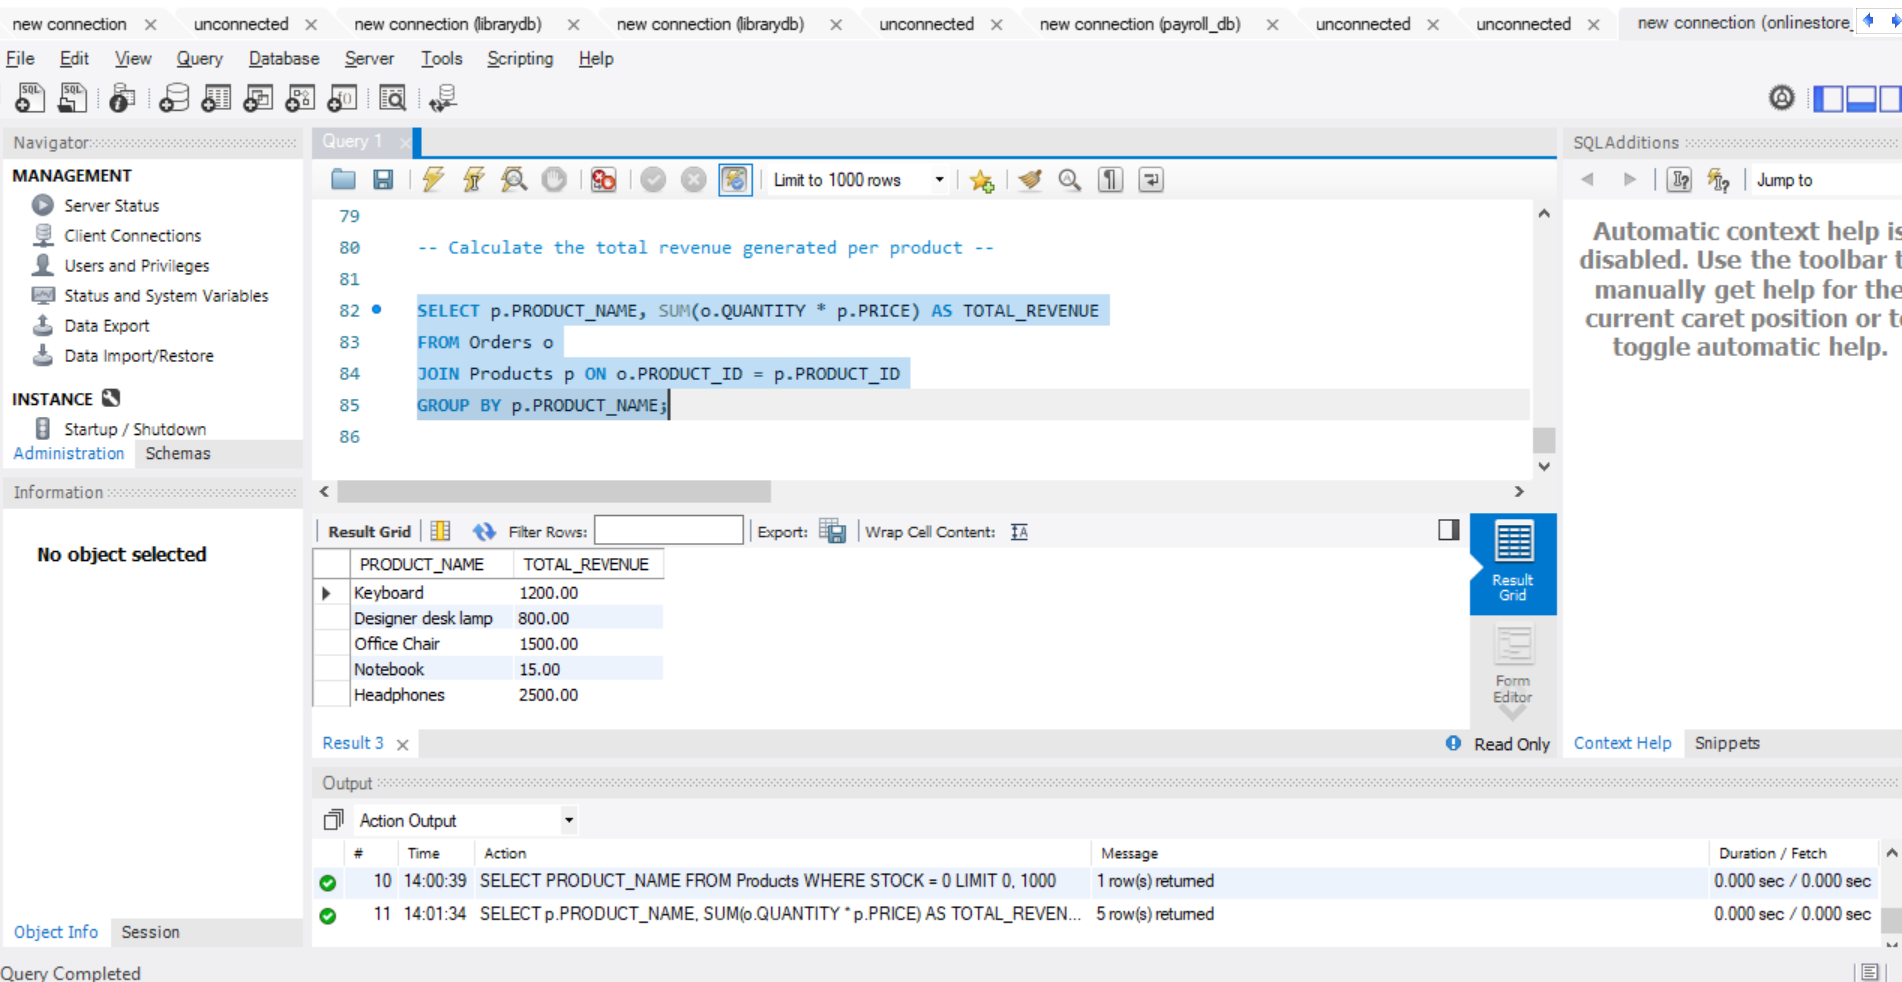 new connection × unconnected × new connection (librarydb) × new connection (librarydb) × unconnected × new connection (payroll_db) × unconnected × unconnected × new connection (onlinestore_
File Edit View Query Database Server Tools Scripting Help
Navigator
MANAGEMENT
Server Status
Client Connections
Users and Privileges
Status and System Variables
Data Export
Data Import/Restore
INSTANCE
Startup / Shutdown
Administration Schemas
Information
No object selected
Object Info Session
Query 1 ×
Limit to 1000 rows
79
80 -- Calculate the total revenue generated per product --
81
82 SELECT p.PRODUCT_NAME, SUM(o.QUANTITY * p.PRICE) AS TOTAL_REVENUE
83 FROM Orders o
84 JOIN Products p ON o.PRODUCT_ID = p.PRODUCT_ID
85 GROUP BY p.PRODUCT_NAME;
86
Result Grid Filter Rows: Export: Wrap Cell Content:
PRODUCT_NAME TOTAL_REVENUE
Keyboard 1200.00
Designer desk lamp 800.00
Office Chair 1500.00
Notebook 15.00
Headphones 2500.00
Result
Grid
Form
Editor
Result 3 × Read Only
SQLAdditions
Jump to
Automatic context help is
disabled. Use the toolbar t
manually get help for the
current caret position or t
toggle automatic help.
Context Help Snippets
Output
Action Output
# Time Action Message Duration / Fetch
10 14:00:39 SELECT PRODUCT_NAME FROM Products WHERE STOCK = 0 LIMIT 0, 1000 1 row(s) returned 0.000 sec / 0.000 sec
11 14:01:34 SELECT p.PRODUCT_NAME, SUM(o.QUANTITY * p.PRICE) AS TOTAL_REVEN... 5 row(s) returned 0.000 sec / 0.000 sec
Query Completed